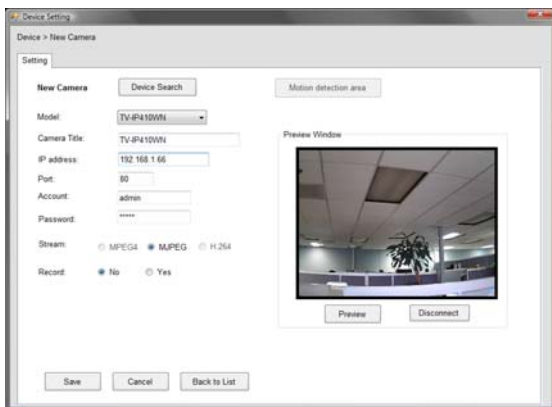 Device Setting
Device > New Camera
Setting
New Camera
Device Search
Motion detection area
Model:
TV-IP410WN
Camera Title:
TV-IP410WN
Preview Window
IP address:
192.168.1.66
Port:
80
Account:
admin
Password:
*****
Stream:
MPEG4
MJPEG
H.264
Record:
No
Yes
Preview
Disconnect
Save
Cancel
Back to List